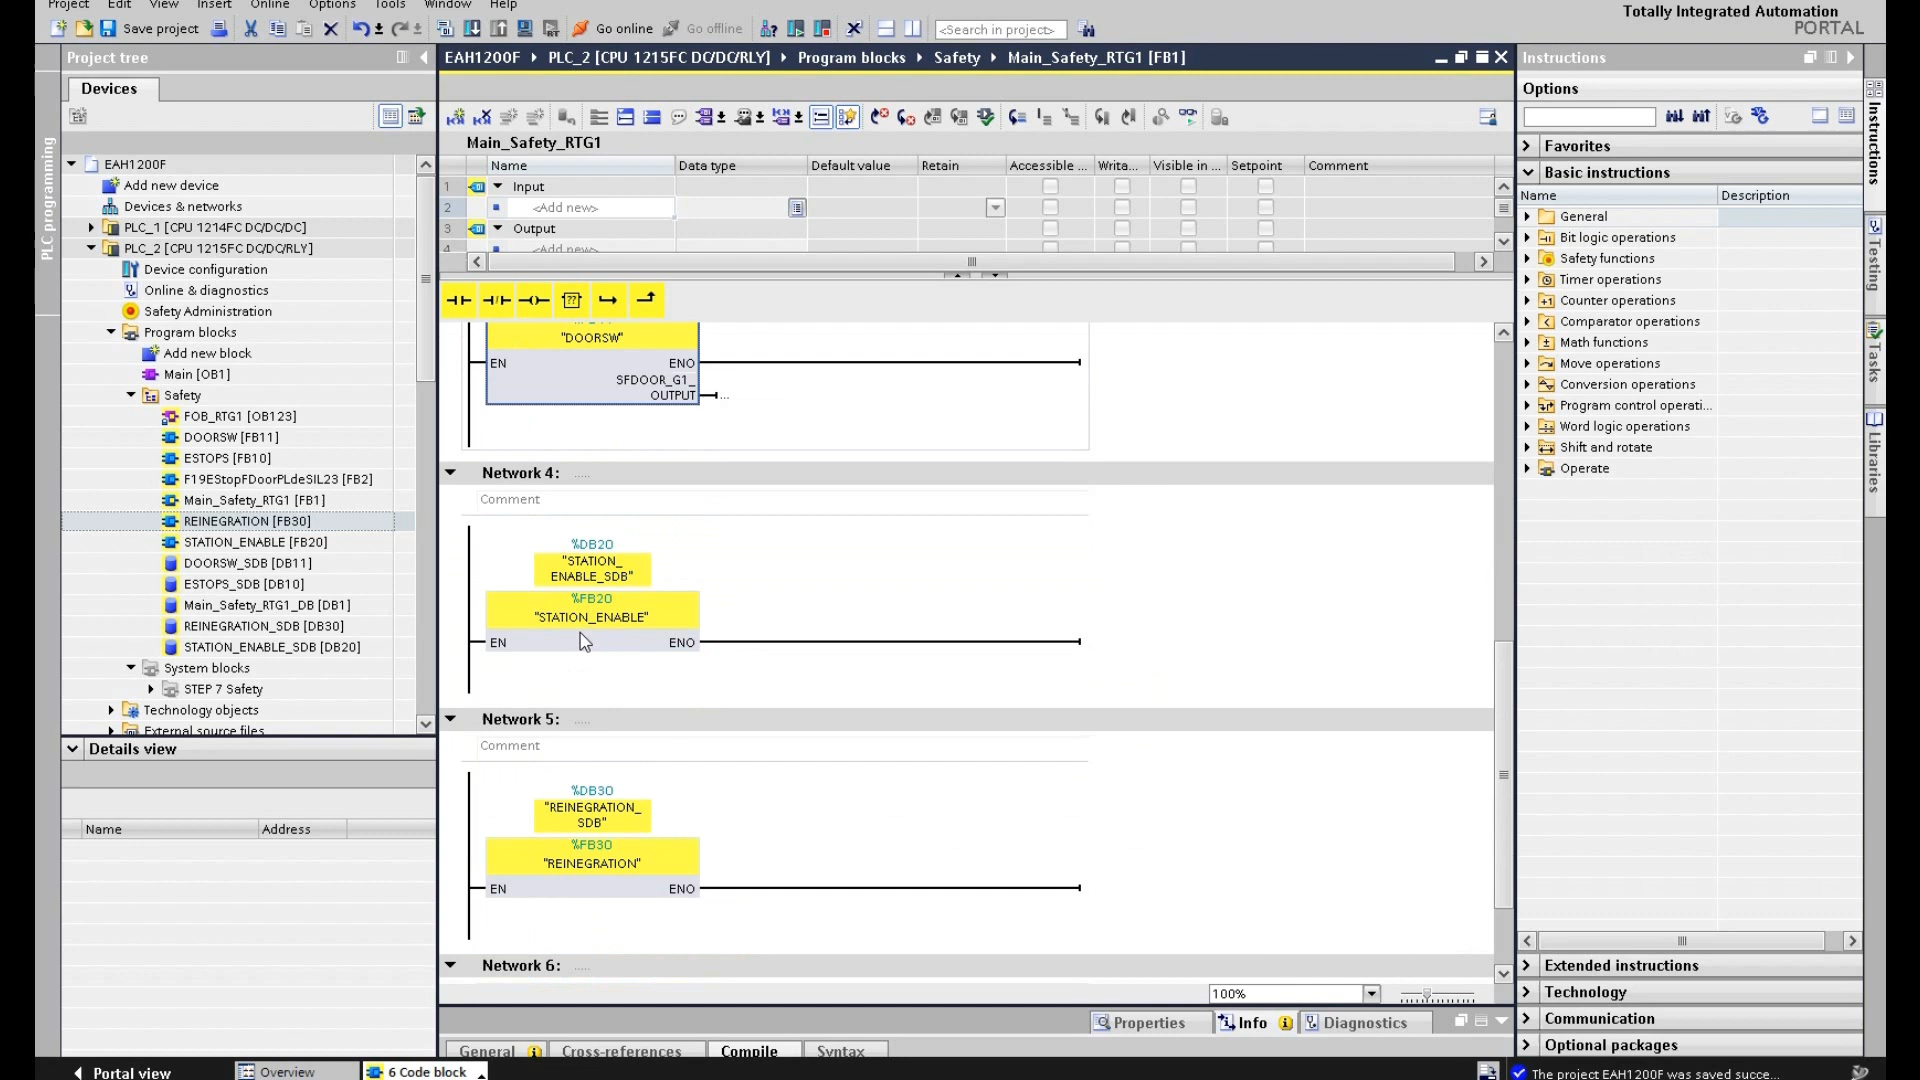 Project Edit View Insert Online Options Tools Window Help
Totally Integrated Automation
PORTAL
Save project
Go online
Go offline
<Search in project>
Project tree
EAH1200F PLC_2 [CPU 1215FC DC/DC/RLY] Program blocks Safety Main_Safety_RTG1 [FB1]
Instructions
Devices
Options
PLC programming
Main_Safety_RTG1
Name Data type Default value Retain Accessible ... Writa... Visible in ... Setpoint Comment
1 Input
2 <Add new>
3 Output
4 <Add new>
EAH1200F
Add new device
Devices & networks
PLC_1 [CPU 1214FC DC/DC/DC]
PLC_2 [CPU 1215FC DC/DC/RLY]
Device configuration
Online & diagnostics
Safety Administration
Program blocks
Add new block
Main [OB1]
Safety
FOB_RTG1 [OB123]
DOORSW [FB11]
ESTOPS [FB10]
F19EStopFDoorPLdeSIL23 [FB2]
Main_Safety_RTG1 [FB1]
REINEGRATION [FB30]
STATION_ENABLE [FB20]
DOORSW_SDB [DB11]
ESTOPS_SDB [DB10]
Main_Safety_RTG1_DB [DB1]
REINEGRATION_SDB [DB30]
STATION_ENABLE_SDB [DB20]
System blocks
STEP 7 Safety
Technology objects
External source files
Details view
Name Address
"DOORSW"
EN ENO
SFDOOR_G1_
OUTPUT ...
Network 4: .....
Comment
%DB20
"STATION_
ENABLE_SDB"
%FB20
"STATION_ENABLE"
EN ENO
Network 5: .....
Comment
%DB30
"REINEGRATION_
SDB"
%FB30
"REINEGRATION"
EN ENO
Network 6: .....
100%
Properties Info Diagnostics
General Cross-references Compile Syntax
Favorites
Basic instructions
Name Description
General
Bit logic operations
Safety functions
Timer operations
Counter operations
Comparator operations
Math functions
Move operations
Conversion operations
Program control operati...
Word logic operations
Shift and rotate
Operate
Extended instructions
Technology
Communication
Optional packages
Instructions
Testing
Tasks
Libraries
Portal view
Overview
6 Code block
The project EAH1200F was saved succe...